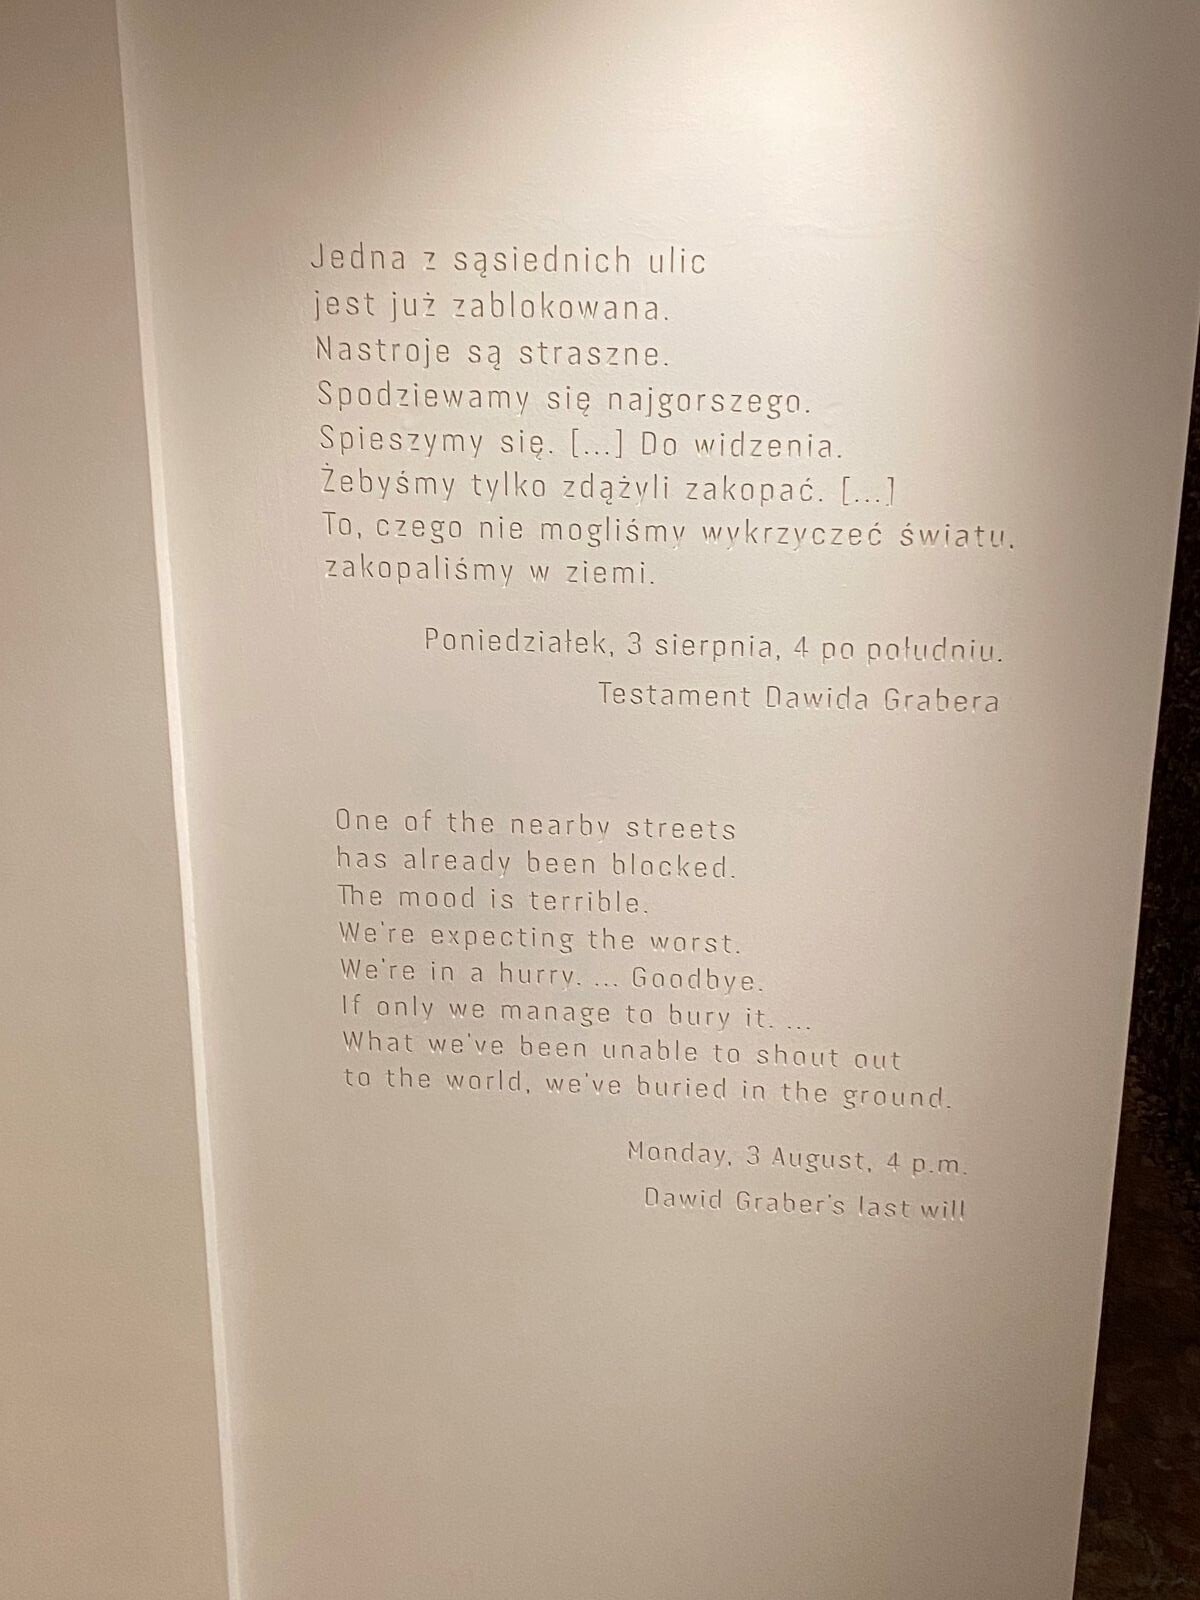 Jedna z sąsiednich ulic
jest już zablokowana.
Nastroje są straszne.
Spodziewamy się najgorszego.
Spieszymy się. [...] Do widzenia.
Żebyśmy tylko zdążyli zakopać. [...]
To, czego nie mogliśmy wykrzyczeć światu,
zakopaliśmy w ziemi.
Poniedziałek, 3 sierpnia, 4 po południu.
Testament Dawida Grabera
One of the nearby streets
has already been blocked.
The mood is terrible.
We're expecting the worst.
We're in a hurry. ... Goodbye.
If only we manage to bury it. ...
What we've been unable to shout out
to the world, we've buried in the ground.
Monday, 3 August, 4 p.m.
Dawid Graber's last will